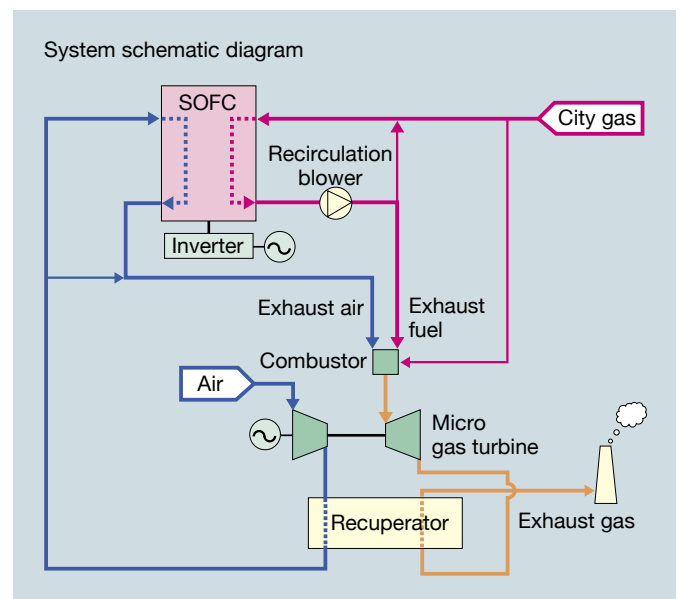 System schematic diagram
SOFC
City gas
Recirculation
blower
Inverter
Exhaust air
Exhaust
fuel
Combustor
Air
Micro
gas turbine
Recuperator
Exhaust gas